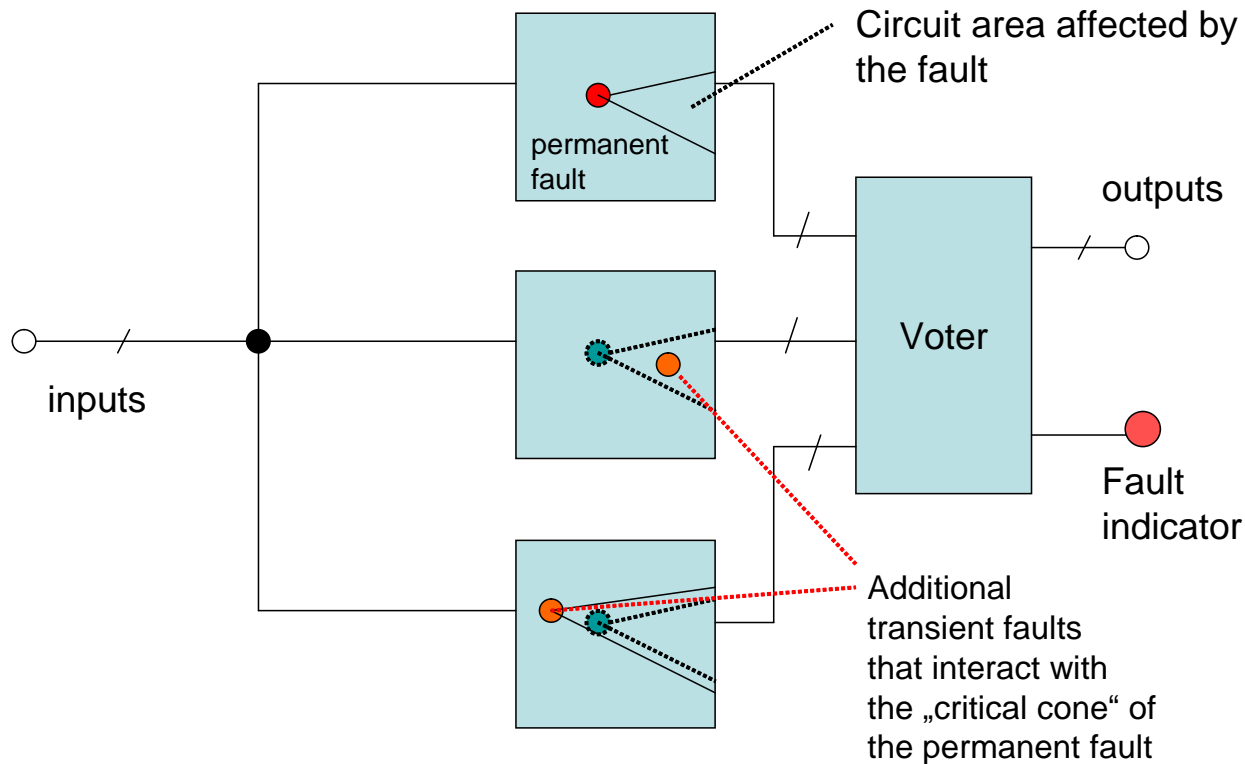 Circuit area affected by
the fault
permanent
fault
outputs
Voter
inputs
Fault
indicator
Additional
transient faults
that interact with
the „critical cone“ of
the permanent fault